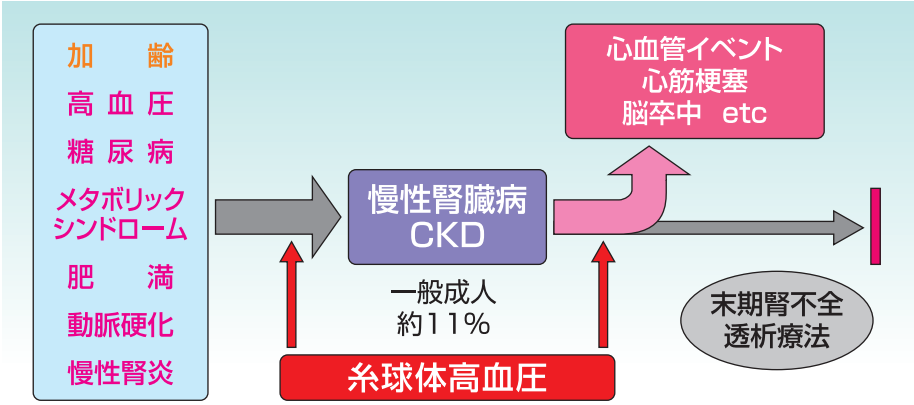 加齢
高血圧
糖尿病
メタボリック
シンドローム
肥満
動脈硬化
慢性腎炎
慢性腎臓病
CKD
一般成人
約11%
糸球体高血圧
心血管イベント
心筋梗塞
脳卒中 etc
末期腎不全
透析療法